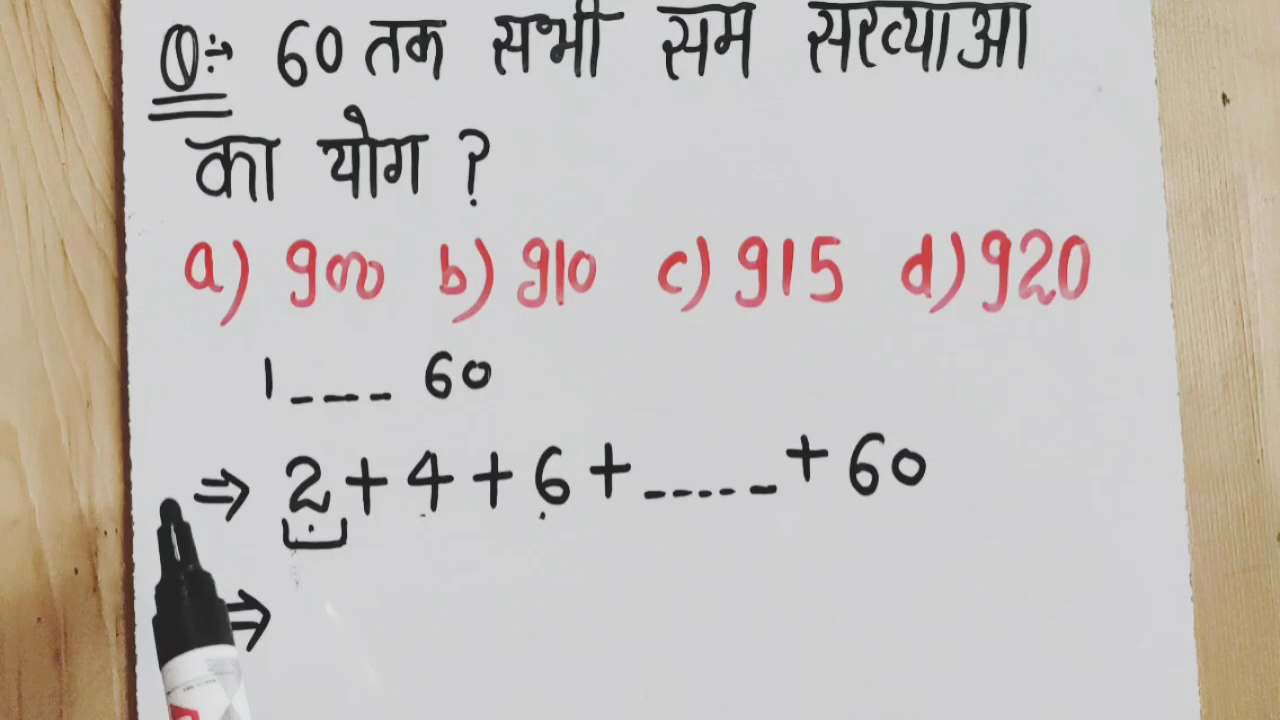 Q:→ 60 तक सभी सम संख्याओ
का योग ?
a) 900 b) 910 c) 915 d) 920
1 _ _ _ 60
⇒ 2 + 4 + 6 + ----- + 60
⇒